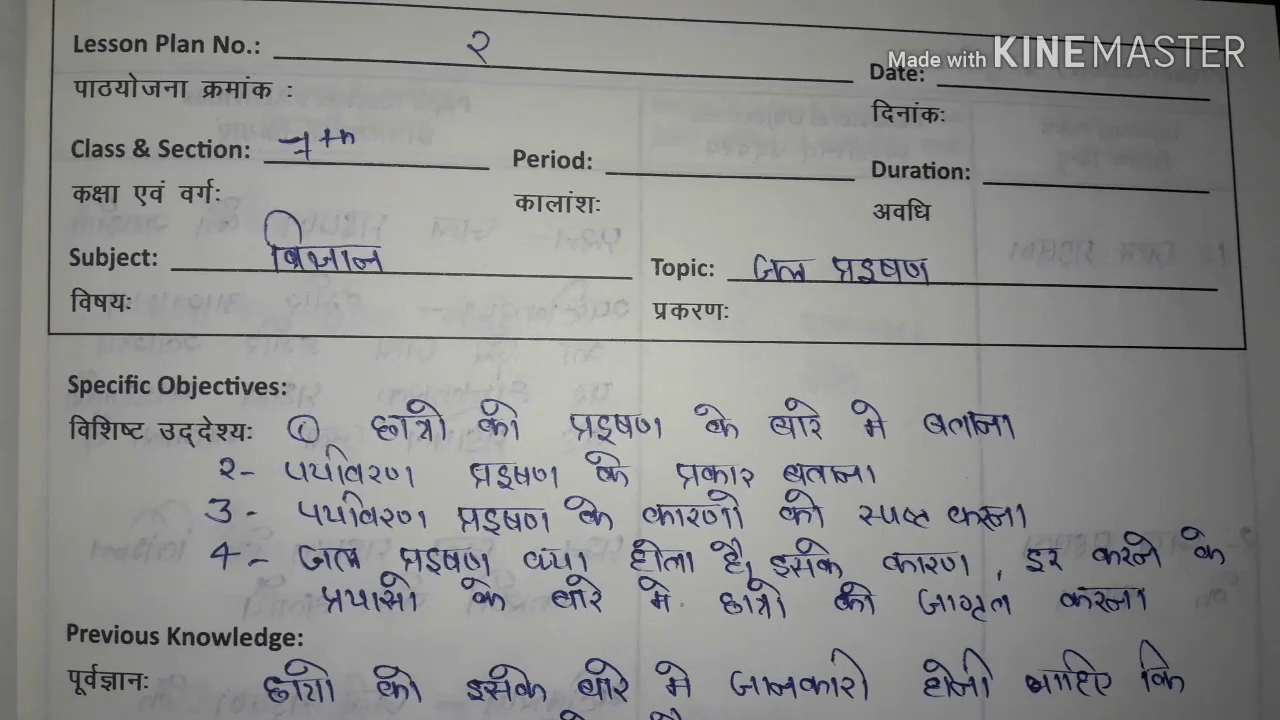 Lesson Plan No.: २
Made with KINEMASTER
Date:
पाठयोजना क्रमांक :
दिनांकः
Class & Section: 7th
Period:
Duration:
कक्षा एवं वर्गः
कालांशः
अवधि
Subject: विज्ञान
Topic: जल प्रदूषण
विषयः
प्रकरणः
Specific Objectives:
विशिष्ट उद्देश्यः ① छात्रो को प्रदूषण के बारे मे बताना
२- पर्यावरण प्रदूषण के प्रकार बताना
3- पर्यावरण प्रदूषण के कारणो को स्पष्ट करना
4- जल प्रदूषण क्या होता है, इसके कारण, दूर करने के
प्रयासो के बारे मे छात्रो को जागृत करना
Previous Knowledge:
पूर्वज्ञानः छात्रो को इसके बारे मे जानकारी होनी चाहिए कि